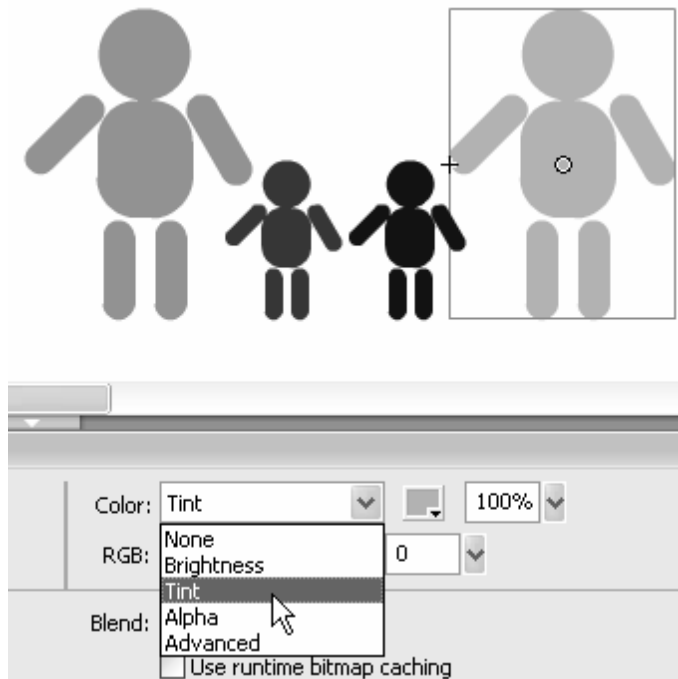 Color: Tint 100%
None
RGB: Brightness 0
Tint
Blend: Alpha
Advanced
Use runtime bitmap caching